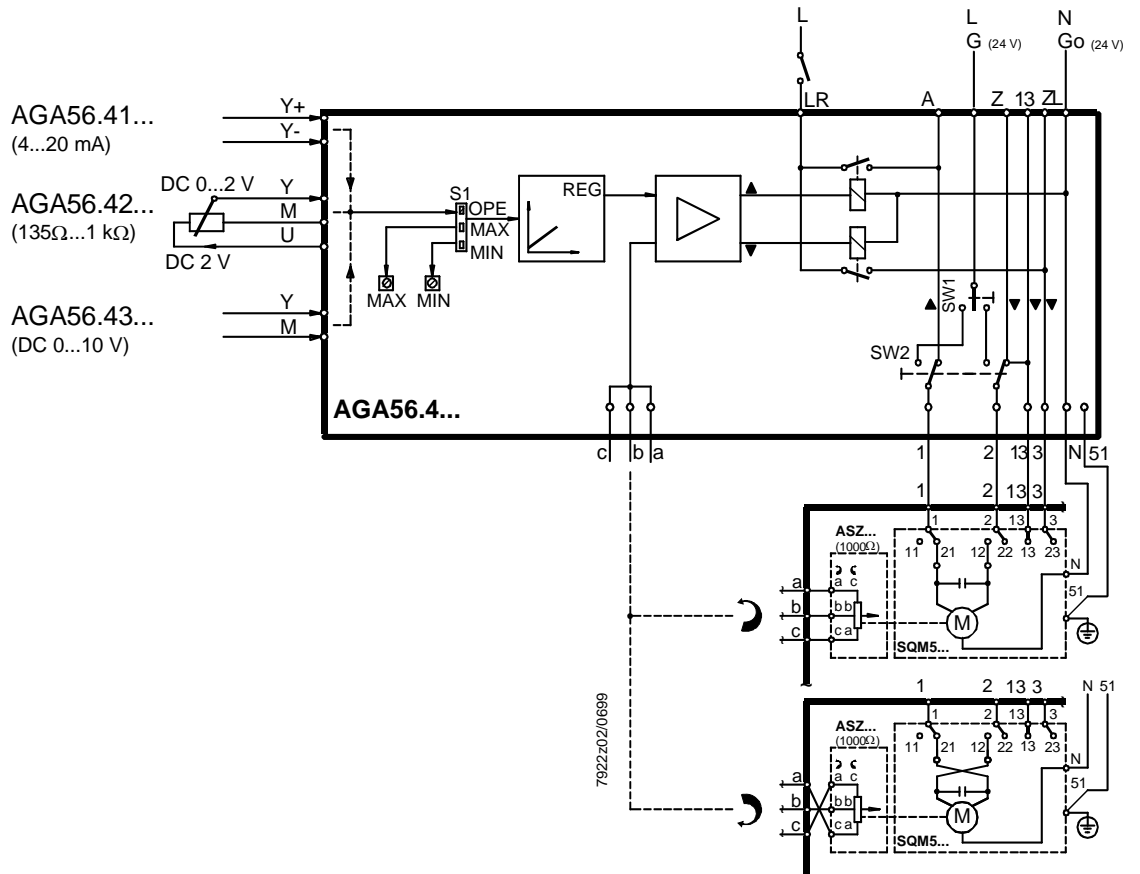 L
L
N
G (24 V)
Go (24 V)
LR A Z 13 ZL
AGA56.41...
(4...20 mA)
Y+
Y-
AGA56.42...
(135Ω...1 kΩ)
DC 0...2 V
Y
M
U
DC 2 V
AGA56.43...
(DC 0...10 V)
Y
M
S1
OPE
MAX
MIN
MAX MIN
REG
SW1
SW2
AGA56.4...
c b a
1 2 13 3 N 51
1 2 13 3
ASZ...
(1000Ω)
1 2 13 3
11 21 12 22 13 23
a c
b b
c a
a
b
c
M
SQM5...
N
51
7922z02/0699
1 2 13 3 N 51
ASZ...
(1000Ω)
1 2 13 3
11 21 12 22 13 23
a c
b b
c a
a
b
c
M
SQM5...
N
51